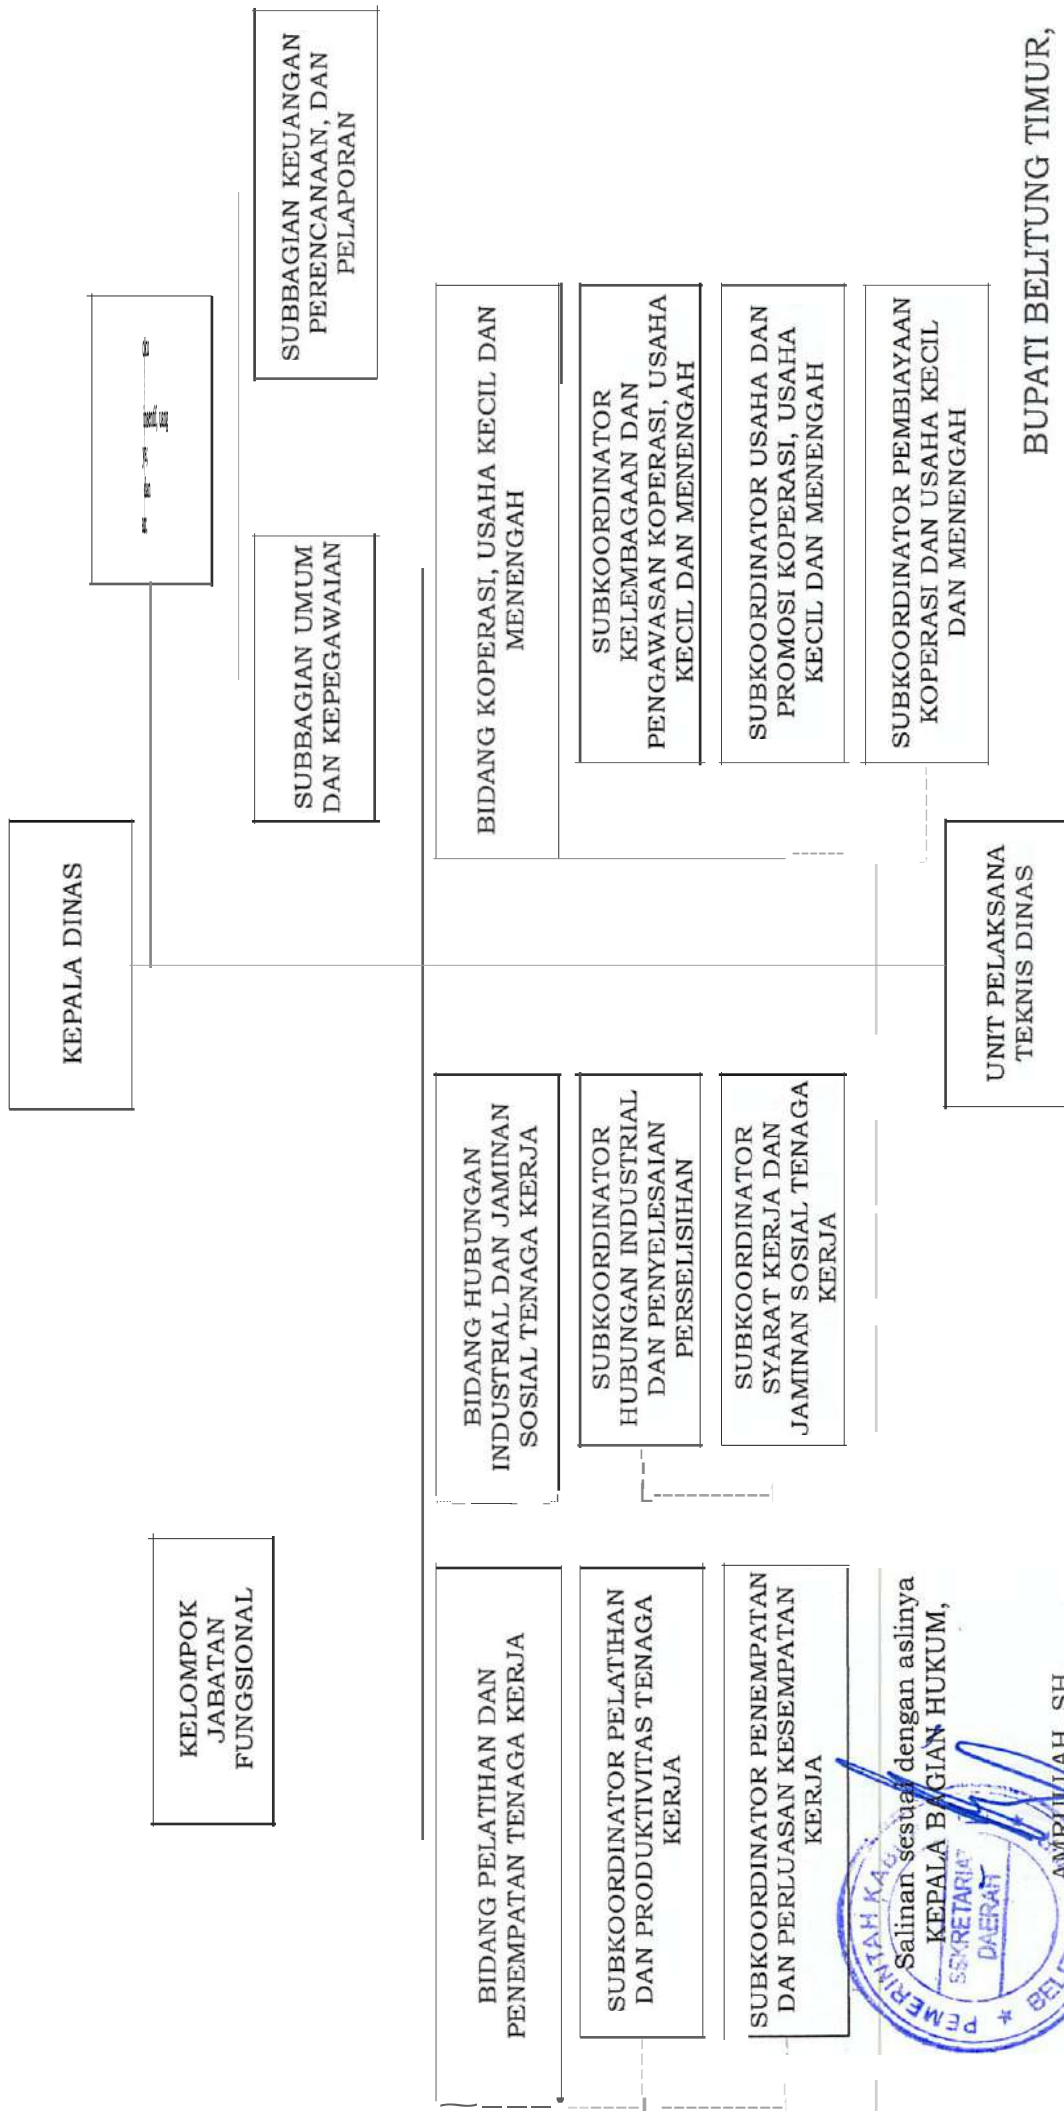 KEPALA DINAS
KELOMPOK
JABATAN
FUNGSIONAL
SUBBAGIAN UMUM
DAN KEPEGAWAIAN
SUBBAGIAN KEUANGAN
PERENCANAAN, DAN
PELAPORAN
BIDANG PELATIHAN DAN
PENEMPATAN TENAGA KERJA
SUBKOORDINATOR PELATIHAN
DAN PRODUKTIVITAS TENAGA
KERJA
SUBKOORDINATOR PENEMPATAN
DAN PERLUASAN KESEMPATAN
KERJA
BIDANG HUBUNGAN
INDUSTRIAL DAN JAMINAN
SOSIAL TENAGA KERJA
SUBKOORDINATOR
HUBUNGAN INDUSTRIAL
DAN PENYELESAIAN
PERSELISIHAN
SUBKOORDINATOR
SYARAT KERJA DAN
JAMINAN SOSIAL TENAGA
KERJA
BIDANG KOPERASI, USAHA KECIL DAN
MENENGAH
SUBKOORDINATOR
KELEMBAGAAN DAN
PENGAWASAN KOPERASI, USAHA
KECIL DAN MENENGAH
SUBKOORDINATOR USAHA DAN
PROMOSI KOPERASI, USAHA
KECIL DAN MENENGAH
SUBKOORDINATOR PEMBIAYAAN
KOPERASI DAN USAHA KECIL
DAN MENENGAH
UNIT PELAKSANA
TEKNIS DINAS
Salinan sesuai dengan aslinya
KEPALA BAGIAN HUKUM,
PEMERINTAH
SEKRETARIAT
DAERAH
BUPATI BELITUNG TIMUR,